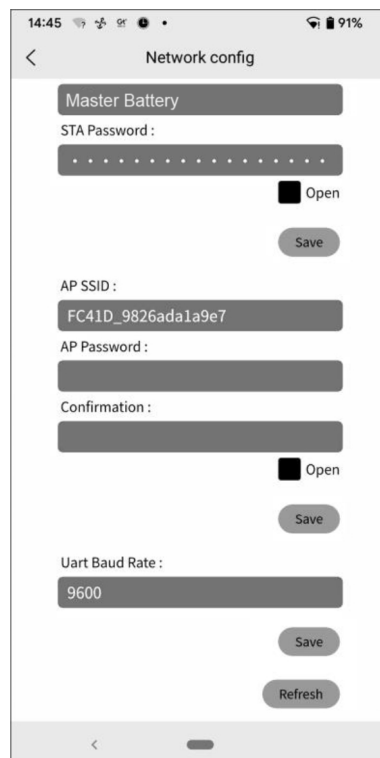 14:45
91%
Network config
Master Battery
STA Password :
Open
Save
AP SSID :
FC41D_9826ada1a9e7
AP Password :
Confirmation :
Open
Save
Uart Baud Rate :
9600
Save
Refresh